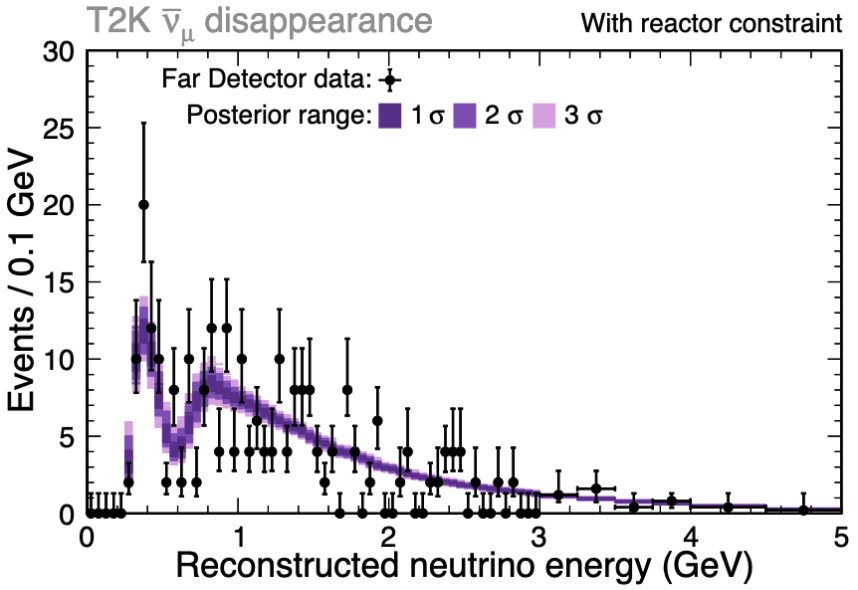 T2K ν̄μ disappearance
With reactor constraint
Far Detector data:
Posterior range: 1 σ 2 σ 3 σ
Events / 0.1 GeV
30
25
20
15
10
5
0
0 1 2 3 4 5
Reconstructed neutrino energy (GeV)